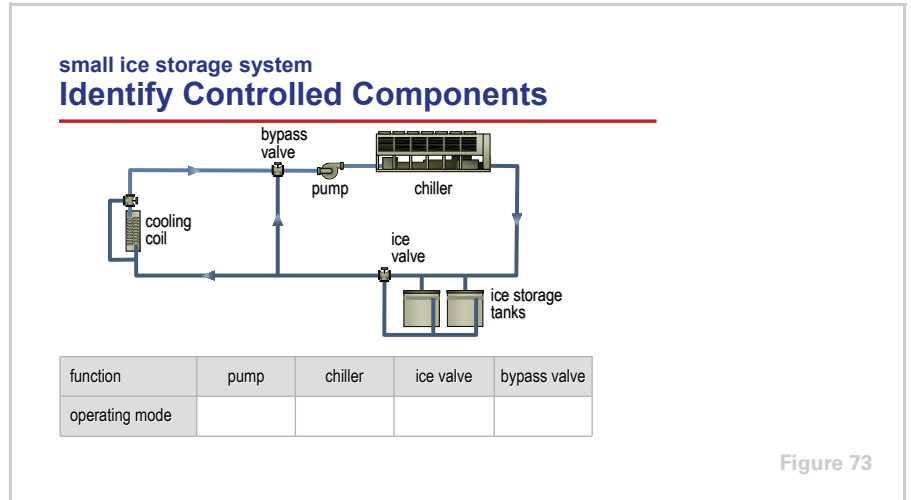 small ice storage system
Identify Controlled Components
bypass
valve
pump
chiller
cooling
coil
ice
valve
ice storage
tanks
function pump chiller ice valve bypass valve
operating mode
Figure 73